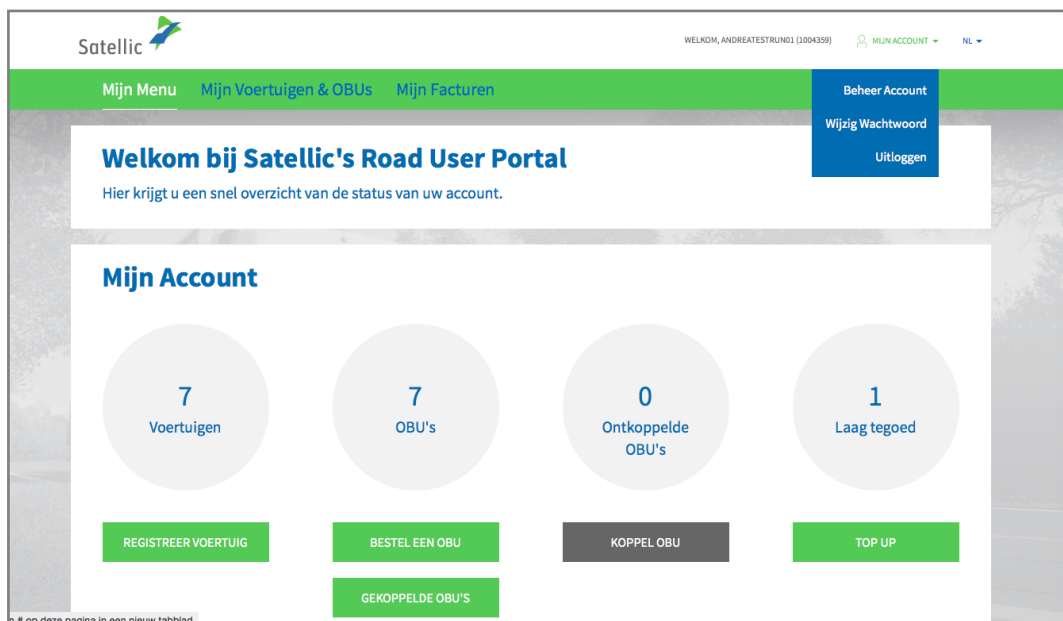 Satellic
WELKOM, ANDREATESTRUN01 (1004359)
MIJN ACCOUNT
NL
Mijn Menu
Mijn Voertuigen & OBUs
Mijn Facturen
Beheer Account
Wijzig Wachtwoord
Uitloggen
Welkom bij Satellic's Road User Portal
Hier krijgt u een snel overzicht van de status van uw account.
Mijn Account
7
Voertuigen
7
OBU's
0
Ontkoppelde
OBU's
1
Laag tegoed
REGISTREER VOERTUIG
BESTEL EEN OBU
KOPPEL OBU
TOP UP
GEKOPPELDE OBU'S
# op deze pagina in een nieuw tabblad